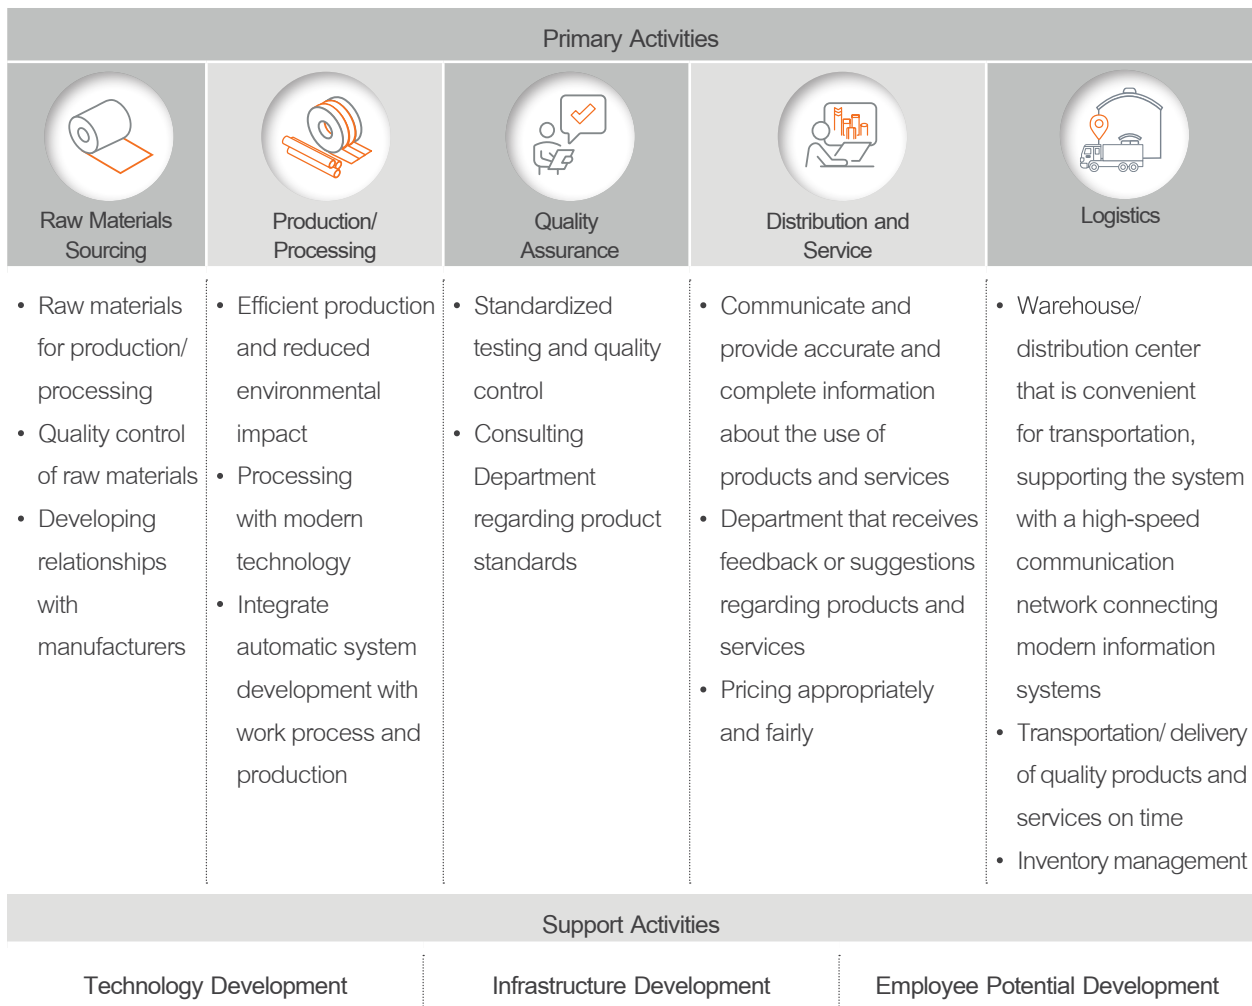 Primary Activities
Raw Materials
Sourcing
Production/
Processing
Quality
Assurance
Distribution and
Service
Logistics
• Raw materials
for production/
processing
• Quality control
of raw materials
• Developing
relationships
with
manufacturers
• Efficient production
and reduced
environmental
impact
• Processing
with modern
technology
• Integrate
automatic system
development with
work process and
production
• Standardized
testing and quality
control
• Consulting
Department
regarding product
standards
• Communicate and
provide accurate and
complete information
about the use of
products and services
• Department that receives
feedback or suggestions
regarding products and
services
• Pricing appropriately
and fairly
• Warehouse/
distribution center
that is convenient
for transportation,
supporting the system
with a high-speed
communication
network connecting
modern information
systems
• Transportation/ delivery
of quality products and
services on time
• Inventory management
Support Activities
Technology Development
Infrastructure Development
Employee Potential Development